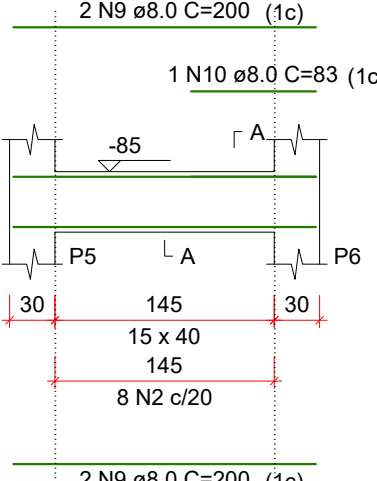 2 N9 ø8.0 C=200 (1c)
1 N10 ø8.0 C=83 (1c
A
-85
P5
A
P6
30 145 30
15 x 40
145
8 N2 c/20
2 N9 ø8.0 C=200 (1c)